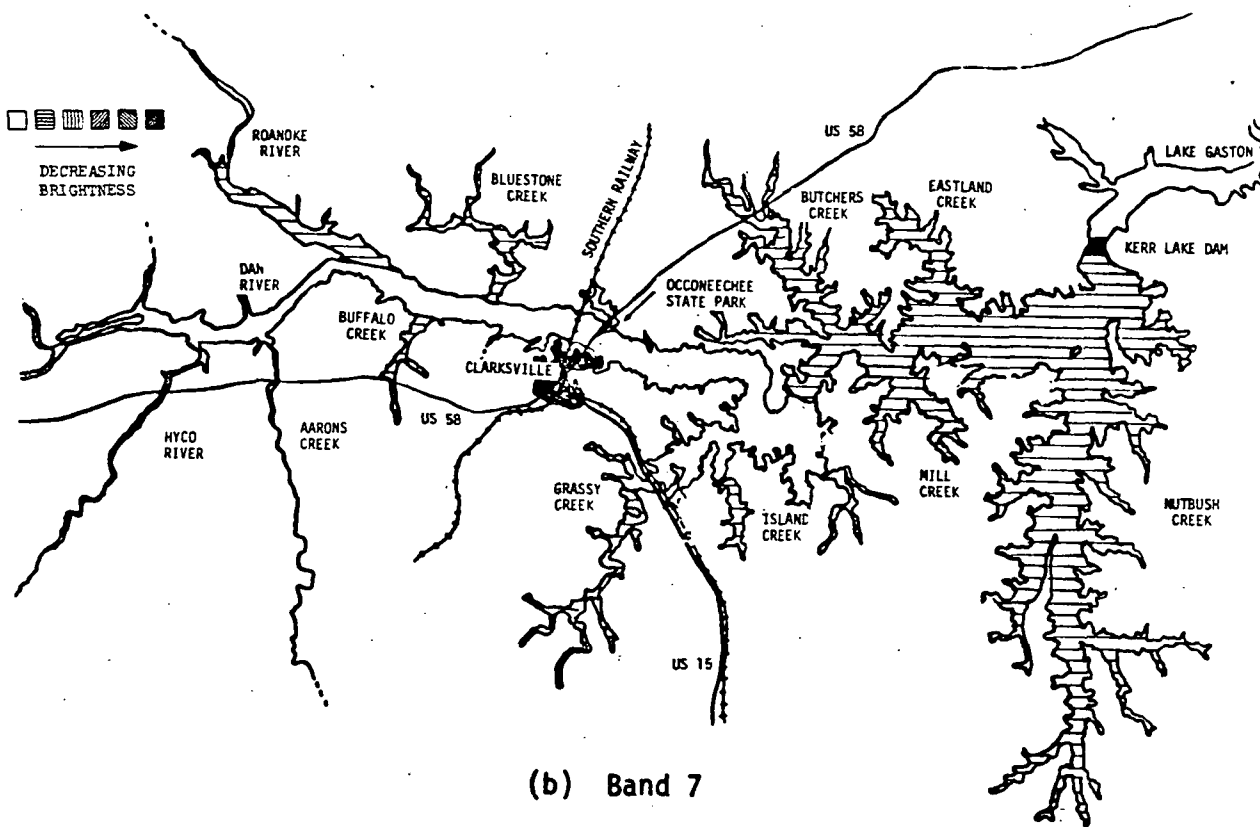 US 58
ROANOKE
RIVER
LAKE GASTON
DECREASING
BRIGHTNESS
BLUESTONE
CREEK
SOUTHERN RAILWAY
BUTCHERS
CREEK
EASTLAND
CREEK
KERR LAKE DAM
DAN
RIVER
OCCONEECHEE
STATE PARK
BUFFALO
CREEK
CLARKSVILLE
US 58
HYCO
RIVER
AARONS
CREEK
GRASSY
CREEK
ISLAND
CREEK
MILL
CREEK
NUTBUSH
CREEK
US 15
(b) Band 7